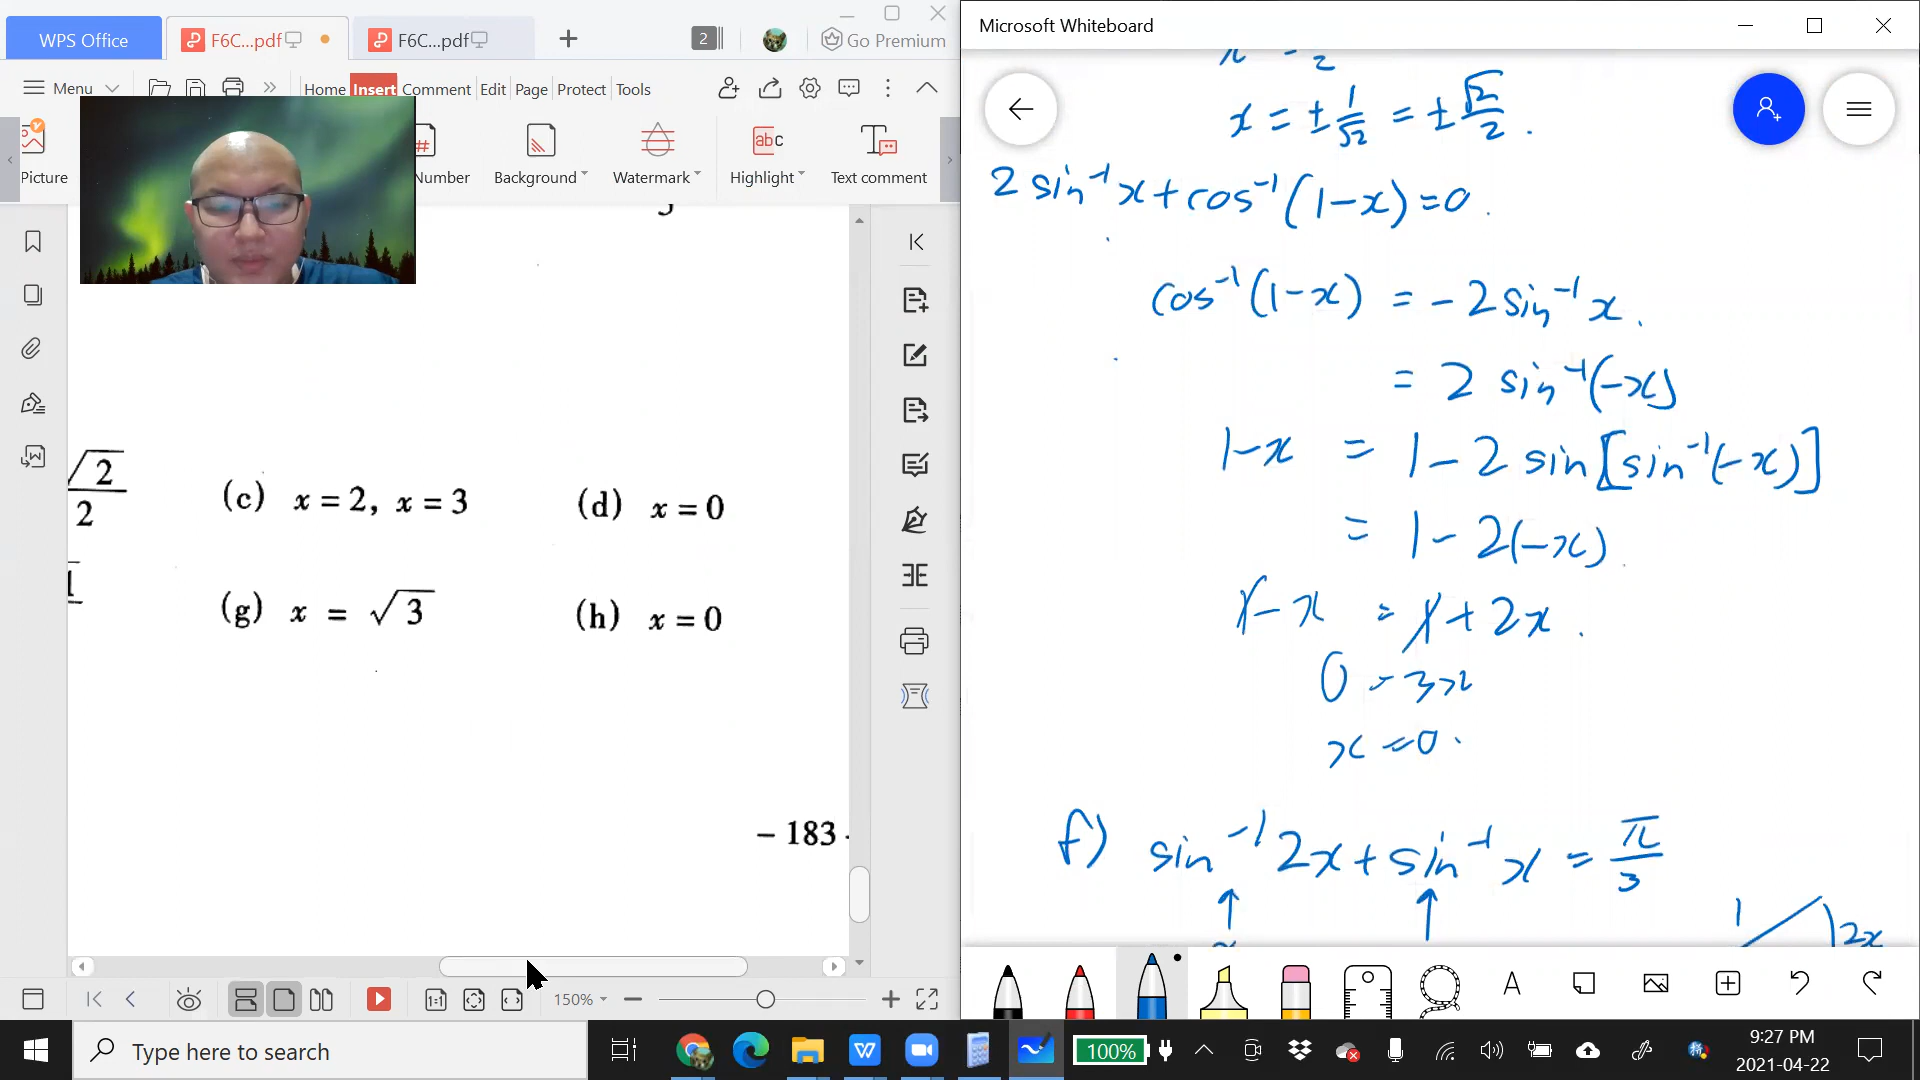 WPS Office
F6C...pdf
F6C...pdf
2
Go Premium
Menu
Home Insert Comment Edit Page Protect Tools
Picture
Number
Background
Watermark
Highlight
Text comment
√2/2
(c) x = 2, x = 3
(d) x = 0
(g) x = √3
(h) x = 0
– 183
150%
Microsoft Whiteboard
x = ± 1/√2 = ± √2/2 .
2 sin⁻¹x + cos⁻¹(1–x) = 0 .
cos⁻¹(1–x) = –2 sin⁻¹x .
= 2 sin⁻¹(–x)
1–x = 1 – 2 sin[sin⁻¹(–x)]
= 1 – 2(–x) .
1 – x = 1 + 2x .
0 = 3x
x = 0 .
f) sin⁻¹2x + sin⁻¹x = π/3
1
2x
Type here to search
100%
9:27 PM
2021-04-22